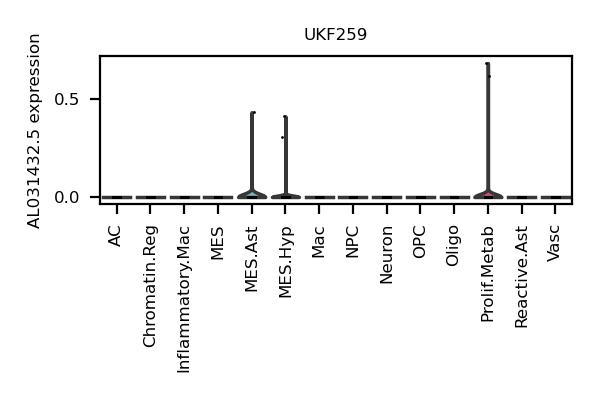 UKF259
AL031432.5 expression
0.5
0.0
AC
Chromatin.Reg
Inflammatory.Mac
MES
MES.Ast
MES.Hyp
Mac
NPC
Neuron
OPC
Oligo
Prolif.Metab
Reactive.Ast
Vasc